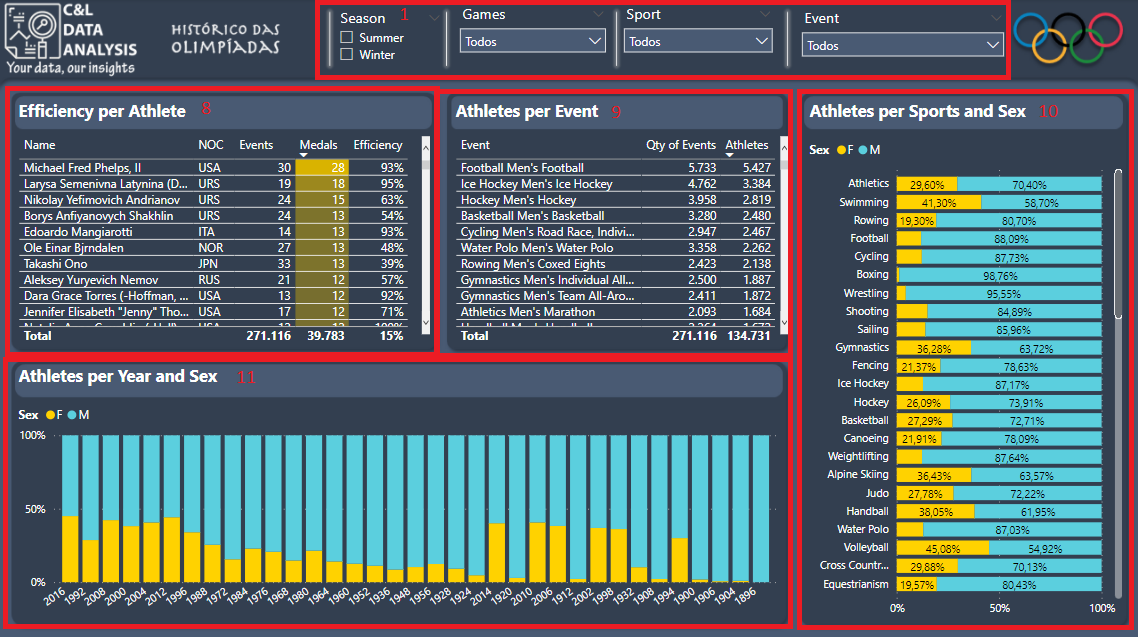 C&L
DATA
ANALYSIS
Your data, our insights
HISTÓRICO DAS
OLIMPÍADAS
Season 1
Summer
Winter
Games
Todos
Sport
Todos
Event
Todos
Efficiency per Athlete 8
Name NOC Events Medals Efficiency
Michael Fred Phelps, II USA 30 28 93%
Larysa Semenivna Latynina (D... URS 19 18 95%
Nikolay Yefimovich Andrianov URS 24 15 63%
Borys Anfiyanovych Shakhlin URS 24 13 54%
Edoardo Mangiarotti ITA 14 13 93%
Ole Einar Bjrndalen NOR 27 13 48%
Takashi Ono JPN 33 13 39%
Aleksey Yuryevich Nemov RUS 21 12 57%
Dara Grace Torres (-Hoffman, ... USA 13 12 92%
Jennifer Elisabeth "Jenny" Tho... USA 17 12 71%
Total 271.116 39.783 15%
Athletes per Event 9
Event Qty of Events Athletes
Football Men's Football 5.733 5.427
Ice Hockey Men's Ice Hockey 4.762 3.384
Hockey Men's Hockey 3.958 2.819
Basketball Men's Basketball 3.280 2.480
Cycling Men's Road Race, Indivi... 2.947 2.467
Water Polo Men's Water Polo 3.358 2.262
Rowing Men's Coxed Eights 2.423 2.138
Gymnastics Men's Individual All... 2.500 1.887
Gymnastics Men's Team All-Aro... 2.411 1.872
Athletics Men's Marathon 2.093 1.684
Total 271.116 134.731
Athletes per Sports and Sex 10
Sex F M
Athletics 29,60% 70,40%
Swimming 41,30% 58,70%
Rowing 19,30% 80,70%
Football 88,09%
Cycling 87,73%
Boxing 98,76%
Wrestling 95,55%
Shooting 84,89%
Sailing 85,96%
Gymnastics 36,28% 63,72%
Fencing 21,37% 78,63%
Ice Hockey 87,17%
Hockey 26,09% 73,91%
Basketball 27,29% 72,71%
Canoeing 21,91% 78,09%
Weightlifting 87,64%
Alpine Skiing 36,43% 63,57%
Judo 27,78% 72,22%
Handball 38,05% 61,95%
Water Polo 87,03%
Volleyball 45,08% 54,92%
Cross Countr... 29,88% 70,13%
Equestrianism 19,57% 80,43%
0% 50% 100%
Athletes per Year and Sex 11
Sex F M
100%
50%
0%
2016 1992 2008 2000 2004 2012 1996 1988 1972 1984 1976 1968 1980 1964 1960 1952 1936 1948 1956 1928 1924 2014 1920 2010 2006 1912 2002 1998 1932 1908 1994 1900 1906 1904 1896